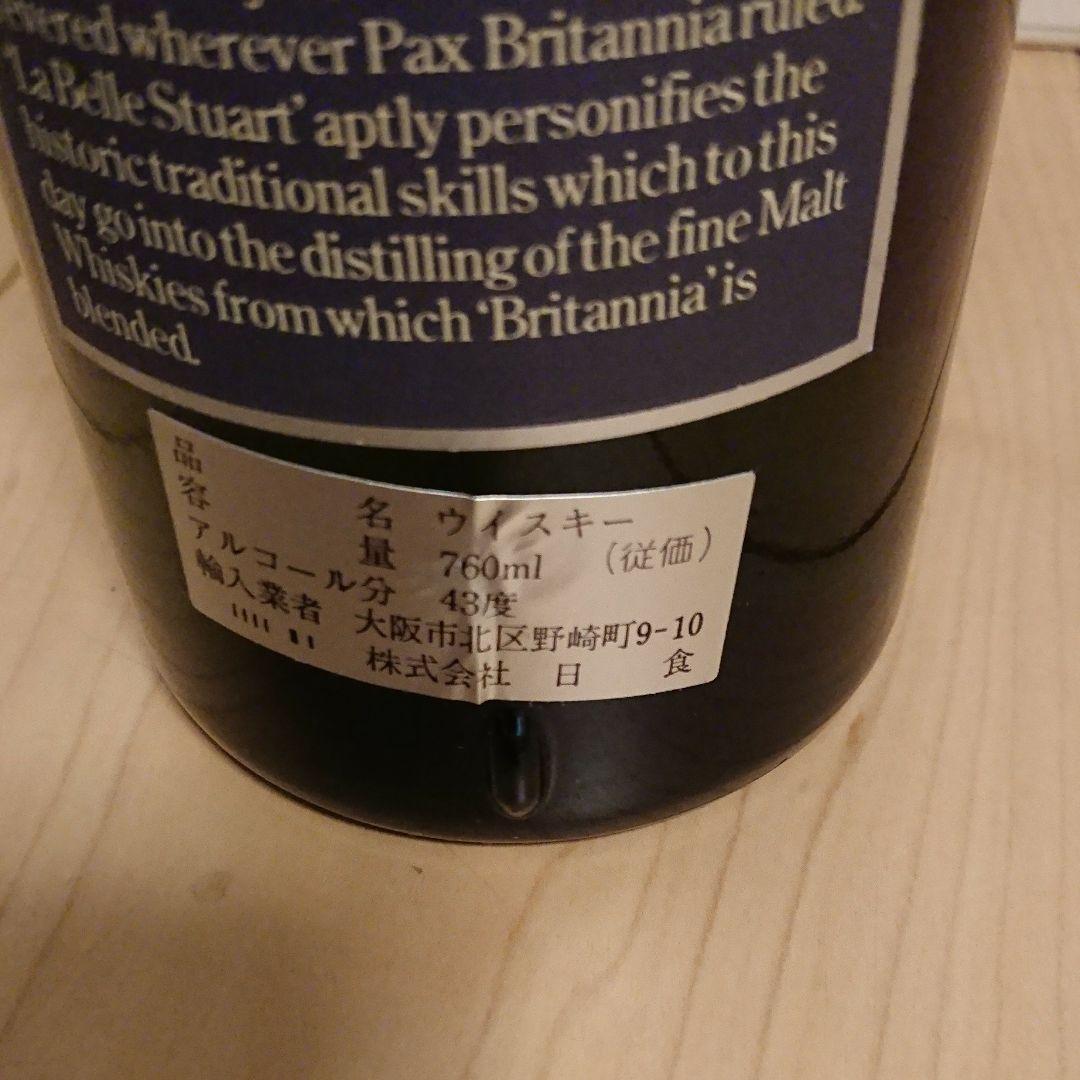 wherever Pax Britannia ruled.
'La Belle Stuart' aptly personifies the
historic traditional skills which to this
day go into the distilling of the fine Malt
Whiskies from which 'Britannia' is
blended.
品名 ウイスキー
容量 760ml (従価)
アルコール分 43度
輸入業者 大阪市北区野崎町9-10
株式会社 日食